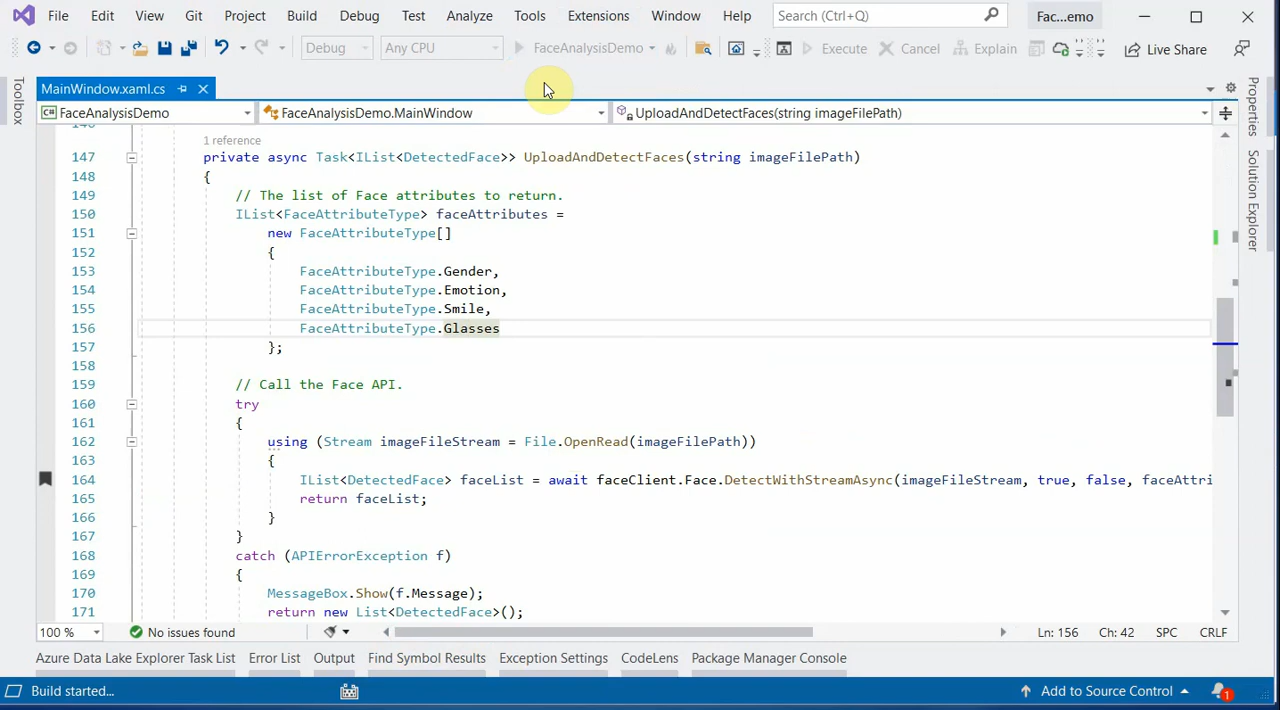 File Edit View Git Project Build Debug Test Analyze Tools Extensions Window Help Search (Ctrl+Q) Fac...emo
Debug Any CPU FaceAnalysisDemo Execute Cancel Explain Live Share
Toolbox
MainWindow.xaml.cs
FaceAnalysisDemo FaceAnalysisDemo.MainWindow UploadAndDetectFaces(string imageFilePath)
1 reference
147 private async Task<IList<DetectedFace>> UploadAndDetectFaces(string imageFilePath)
148 {
149 // The list of Face attributes to return.
150 IList<FaceAttributeType> faceAttributes =
151 new FaceAttributeType[]
152 {
153 FaceAttributeType.Gender,
154 FaceAttributeType.Emotion,
155 FaceAttributeType.Smile,
156 FaceAttributeType.Glasses
157 };
158
159 // Call the Face API.
160 try
161 {
162 using (Stream imageFileStream = File.OpenRead(imageFilePath))
163 {
164 IList<DetectedFace> faceList = await faceClient.Face.DetectWithStreamAsync(imageFileStream, true, false, faceAttri
165 return faceList;
166 }
167 }
168 catch (APIErrorException f)
169 {
170 MessageBox.Show(f.Message);
171 return new List<DetectedFace>();
Properties
Solution Explorer
100 % No issues found Ln: 156 Ch: 42 SPC CRLF
Azure Data Lake Explorer Task List Error List Output Find Symbol Results Exception Settings CodeLens Package Manager Console
Build started... Add to Source Control 1